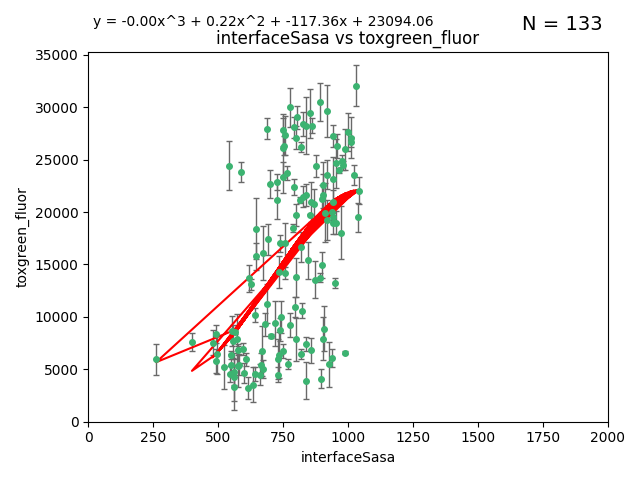 y = -0.00x^3 + 0.22x^2 + -117.36x + 23094.06
N = 133
interfaceSasa vs toxgreen_fluor
35000
30000
25000
20000
15000
10000
5000
0
toxgreen_fluor
0 250 500 750 1000 1250 1500 1750 2000
interfaceSasa